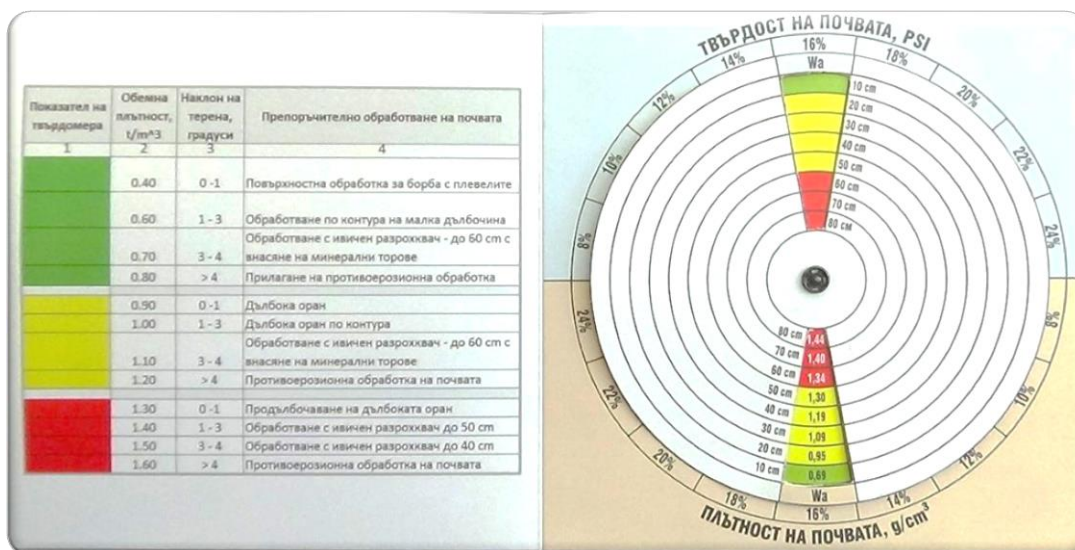 Показател на твърдомера
Обемна плътност, t/m^3
Наклон на терена, градуси
Препоръчително обработване на почвата
1 2 3 4
0.40 0 -1 Повърхностна обработка за борба с плевелите
0.60 1 - 3 Обработване по контура на малка дълбочина
Обработване с ивичен разрохквач - до 60 cm с
0.70 3 - 4 внасяне на минерални торове
0.80 > 4 Прилагане на противоерозионна обработка
0.90 0 -1 Дълбока оран
1.00 1 - 3 Дълбока оран по контура
Обработване с ивичен разрохквач - до 60 cm с
1.10 3 - 4 внасяне на минерални торове
1.20 > 4 Противоерозионна обработка на почвата
1.30 0 -1 Продълбочаване на дълбоката оран
1.40 1 - 3 Обработване с ивичен разрохквач до 50 cm
1.50 3 - 4 Обработване с ивичен разрохквач до 40 cm
1.60 > 4 Противоерозионна обработка на почвата
ТВЪРДОСТ НА ПОЧВАТА, PSI
8% 10% 12% 14% 16% 18% 20% 22% 24%
Wa
10 cm
20 cm
30 cm
40 cm
50 cm
60 cm
70 cm
80 см
80 cm 1,44
70 cm 1,40
60 cm 1,34
50 cm 1,30
40 cm 1,19
30 cm 1,09
20 cm 0,95
10 cm 0,69
Wa
24% 22% 20% 18% 16% 14% 12% 10% 8%
ПЛЪТНОСТ НА ПОЧВАТА, g/cm³